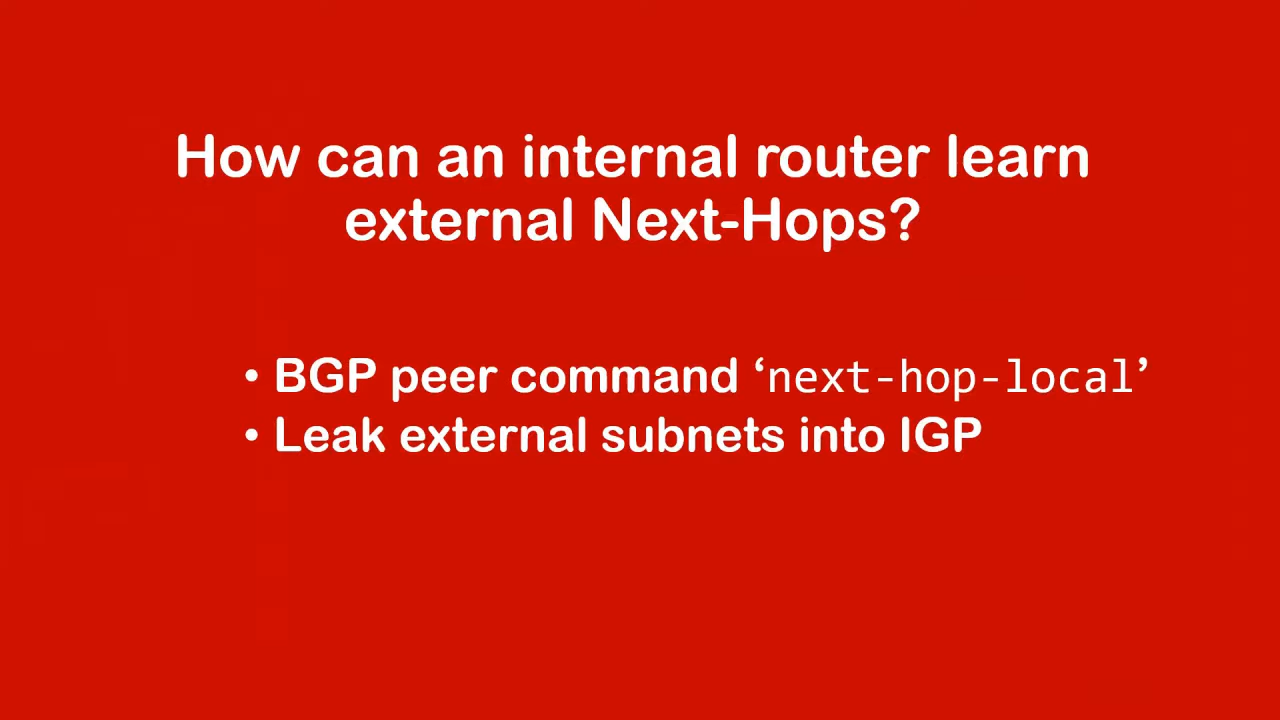 How can an internal router learn
external Next-Hops?
• BGP peer command ‘next-hop-local’
• Leak external subnets into IGP